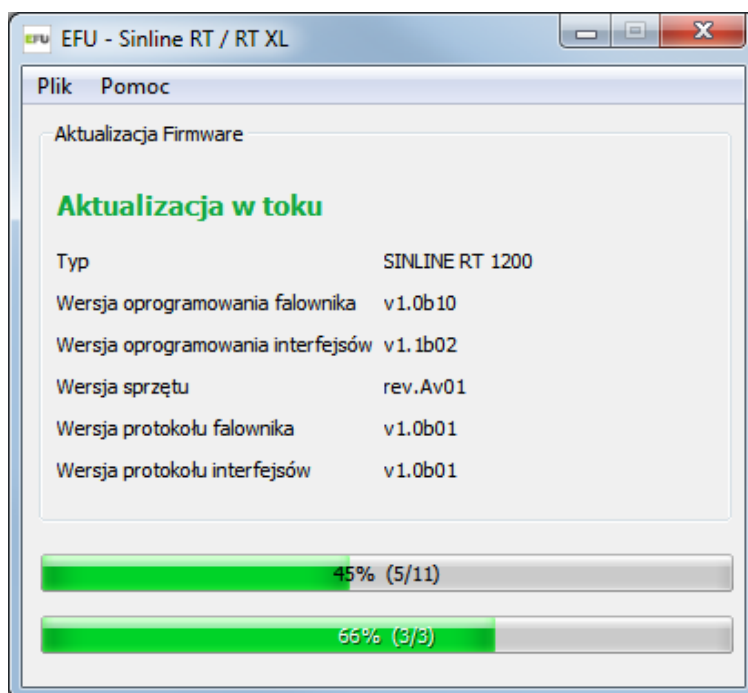 EFU EFU - Sinline RT / RT XL
Plik Pomoc
Aktualizacja Firmware
Aktualizacja w toku
Typ SINLINE RT 1200
Wersja oprogramowania falownika v1.0b10
Wersja oprogramowania interfejsów v1.1b02
Wersja sprzętu rev.Av01
Wersja protokołu falownika v1.0b01
Wersja protokołu interfejsów v1.0b01
45% (5/11)
66% (3/3)